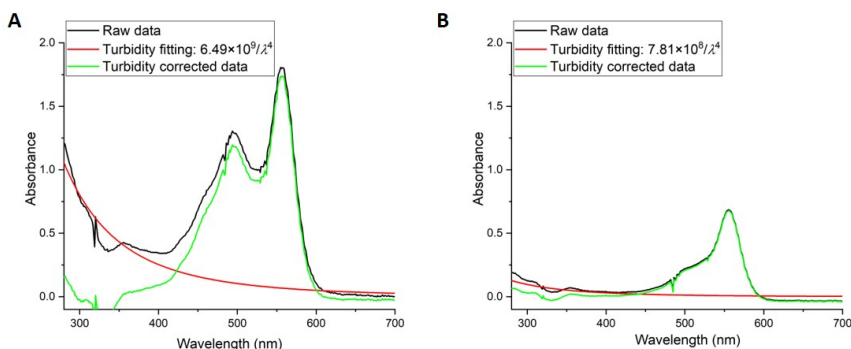 A
Raw data
Turbidity fitting: 6.49×10⁹/λ⁴
Turbidity corrected data
2.0
1.5
1.0
0.5
0.0
Absorbance
300
400
500
600
700
Wavelength (nm)
B
Raw data
Turbidity fitting: 7.81×10⁸/λ⁴
Turbidity corrected data
2.0
1.5
1.0
0.5
0.0
Absorbance
300
400
500
600
700
Wavelength (nm)